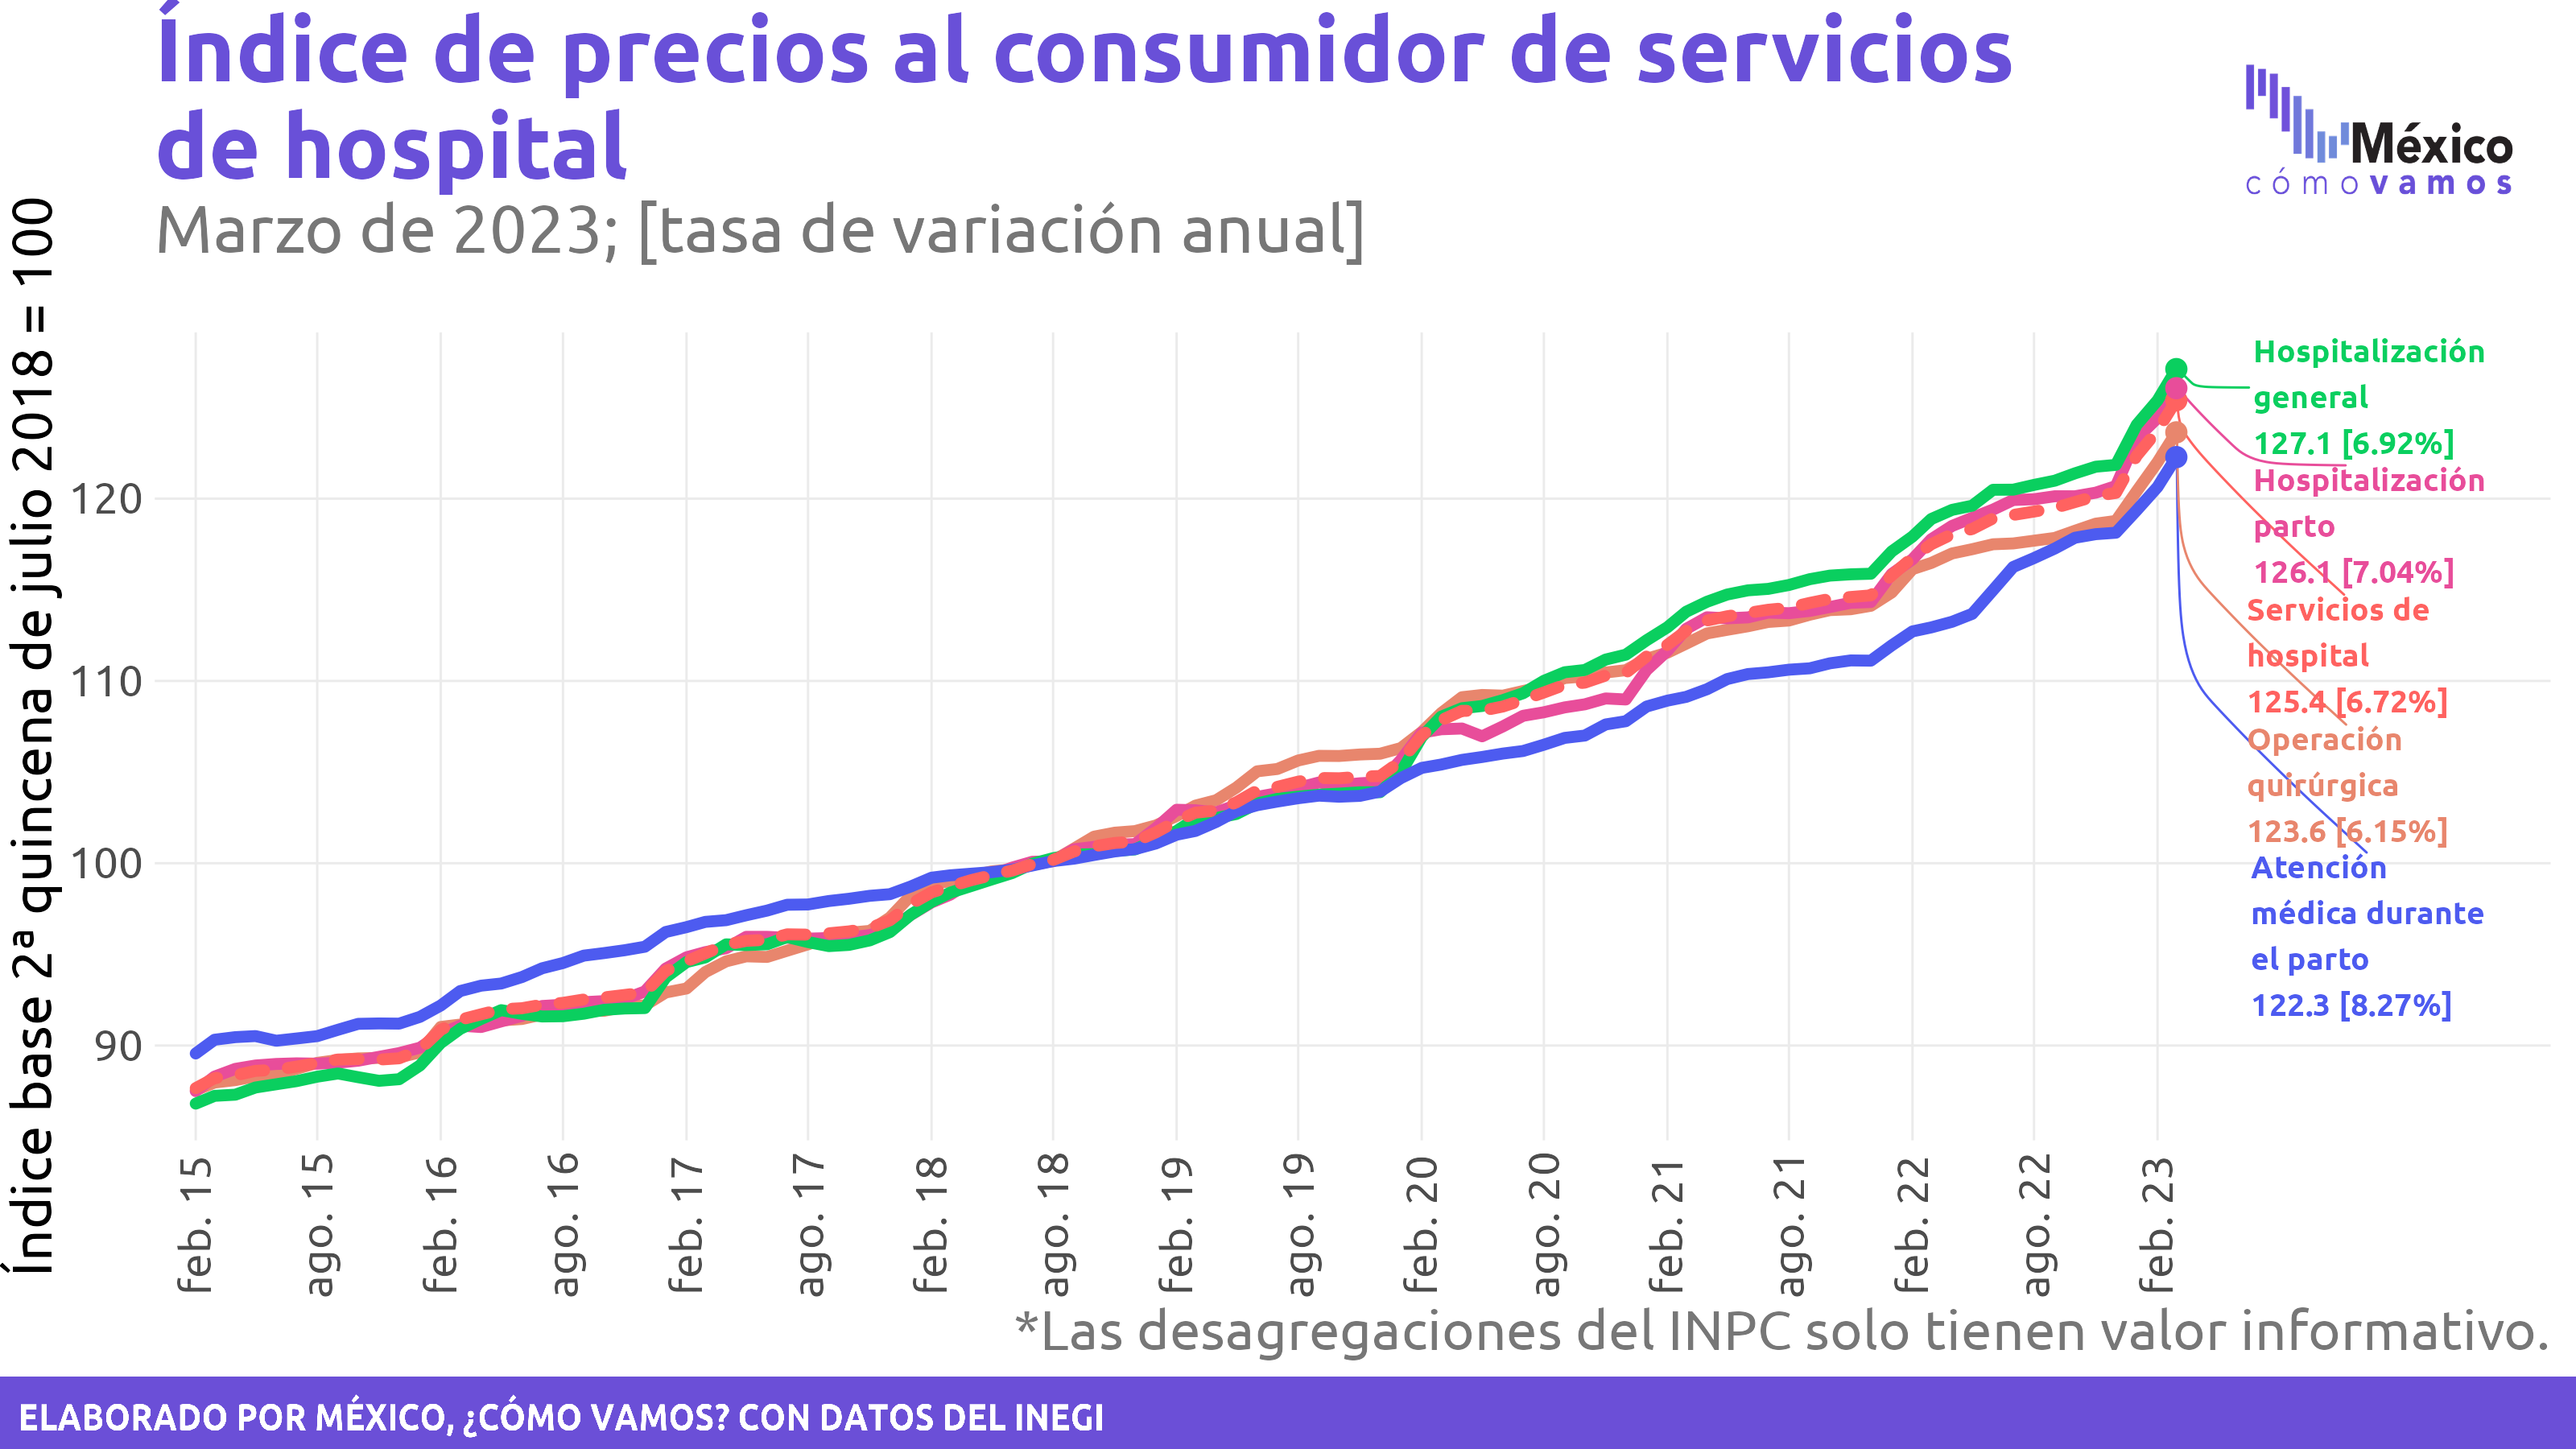 Índice de precios al consumidor de servicios
de hospital
Marzo de 2023; [tasa de variación anual]
México
cómo vamos
Índice base 2ª quincena de julio 2018 = 100
120
110
100
90
Hospitalización
general
127.1 [6.92%]
Hospitalización
parto
126.1 [7.04%]
Servicios de
hospital
125.4 [6.72%]
Operación
quirúrgica
123.6 [6.15%]
Atención
médica durante
el parto
122.3 [8.27%]
feb. 15
ago. 15
feb. 16
ago. 16
feb. 17
ago. 17
feb. 18
ago. 18
feb. 19
ago. 19
feb. 20
ago. 20
feb. 21
ago. 21
feb. 22
ago. 22
feb. 23
*Las desagregaciones del INPC solo tienen valor informativo.
ELABORADO POR MÉXICO, ¿CÓMO VAMOS? CON DATOS DEL INEGI